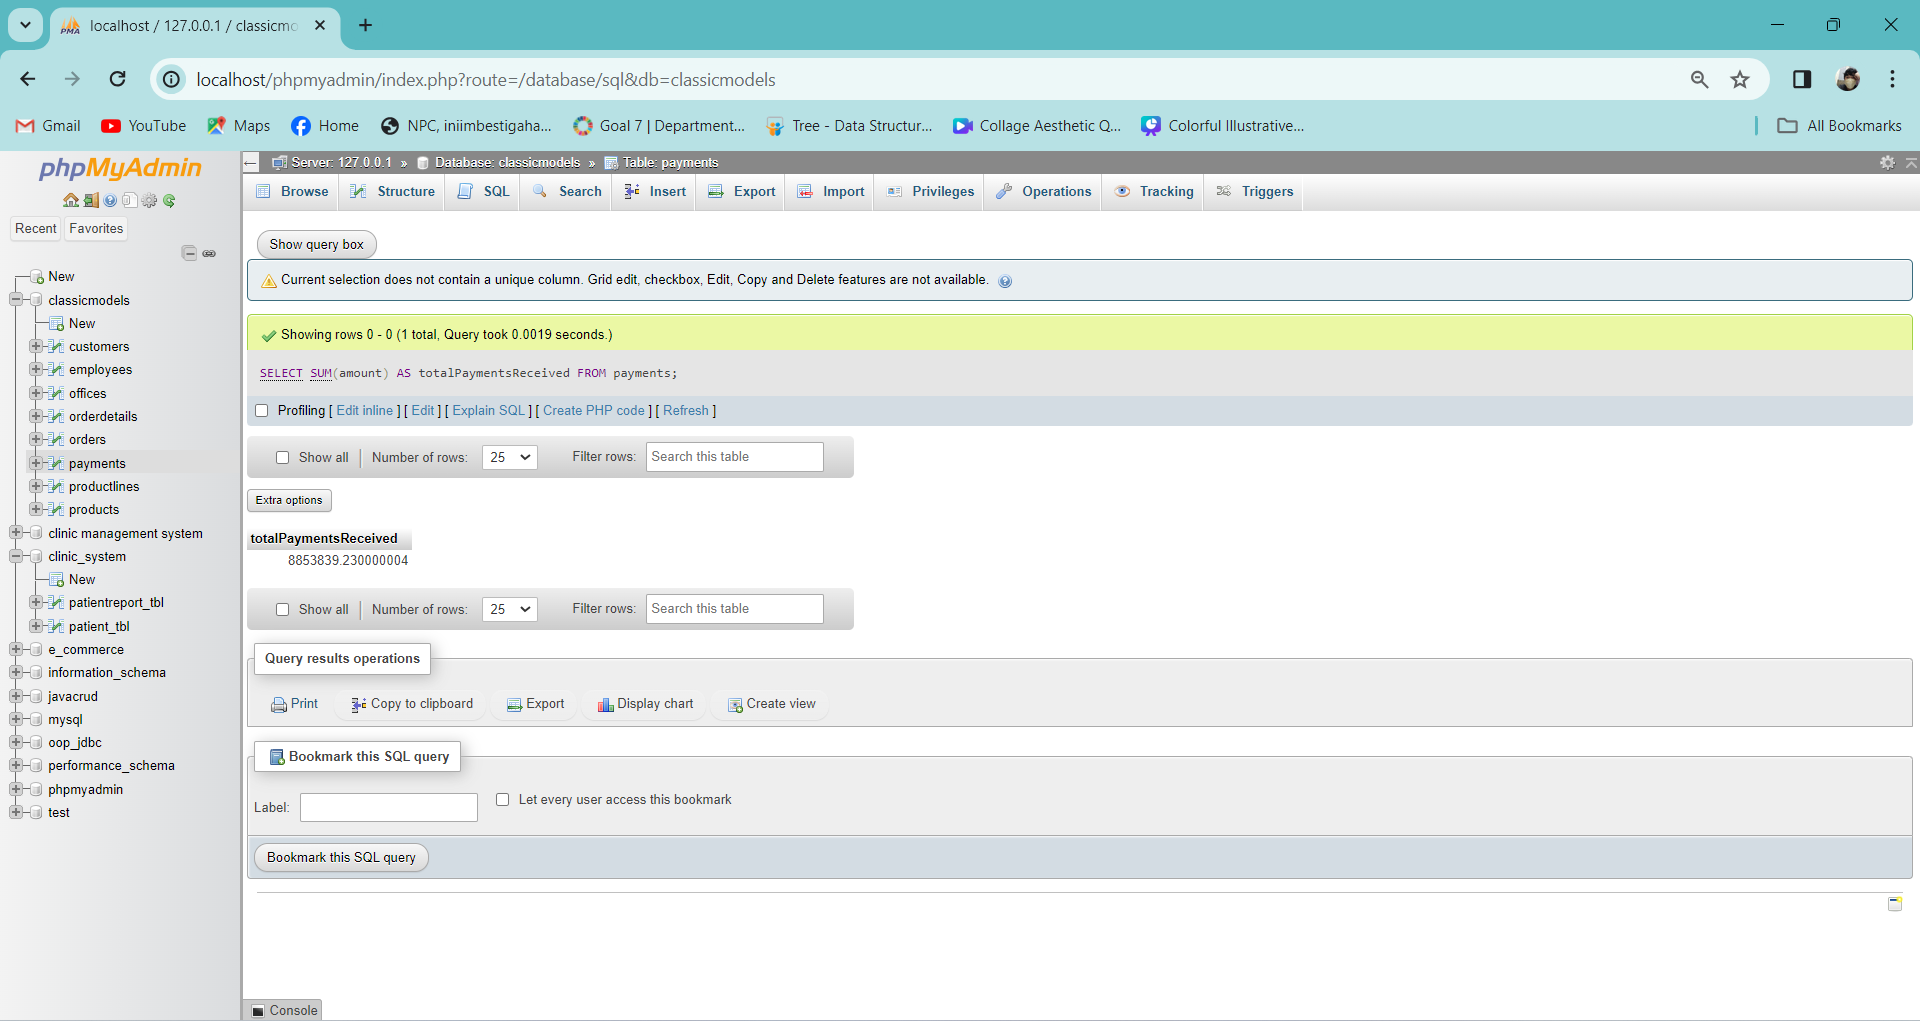 localhost / 127.0.0.1 / classicmo
localhost/phpmyadmin/index.php?route=/database/sql&db=classicmodels
Gmail YouTube Maps Home NPC, iniimbestigaha... Goal 7 | Department... Tree - Data Structur... Collage Aesthetic Q... Colorful Illustrative... All Bookmarks
phpMyAdmin
Recent Favorites
New
classicmodels
New
customers
employees
offices
orderdetails
orders
payments
productlines
products
clinic management system
clinic_system
New
patientreport_tbl
patient_tbl
e_commerce
information_schema
javacrud
mysql
oop_jdbc
performance_schema
phpmyadmin
test
Server: 127.0.0.1 » Database: classicmodels » Table: payments
Browse Structure SQL Search Insert Export Import Privileges Operations Tracking Triggers
Show query box
Current selection does not contain a unique column. Grid edit, checkbox, Edit, Copy and Delete features are not available.
Showing rows 0 - 0 (1 total, Query took 0.0019 seconds.)
SELECT SUM(amount) AS totalPaymentsReceived FROM payments;
Profiling [ Edit inline ] [ Edit ] [ Explain SQL ] [ Create PHP code ] [ Refresh ]
Show all | Number of rows: 25 Filter rows: Search this table
Extra options
totalPaymentsReceived
8853839.230000004
Show all | Number of rows: 25 Filter rows: Search this table
Query results operations
Print Copy to clipboard Export Display chart Create view
Bookmark this SQL query
Label: Let every user access this bookmark
Bookmark this SQL query
Console